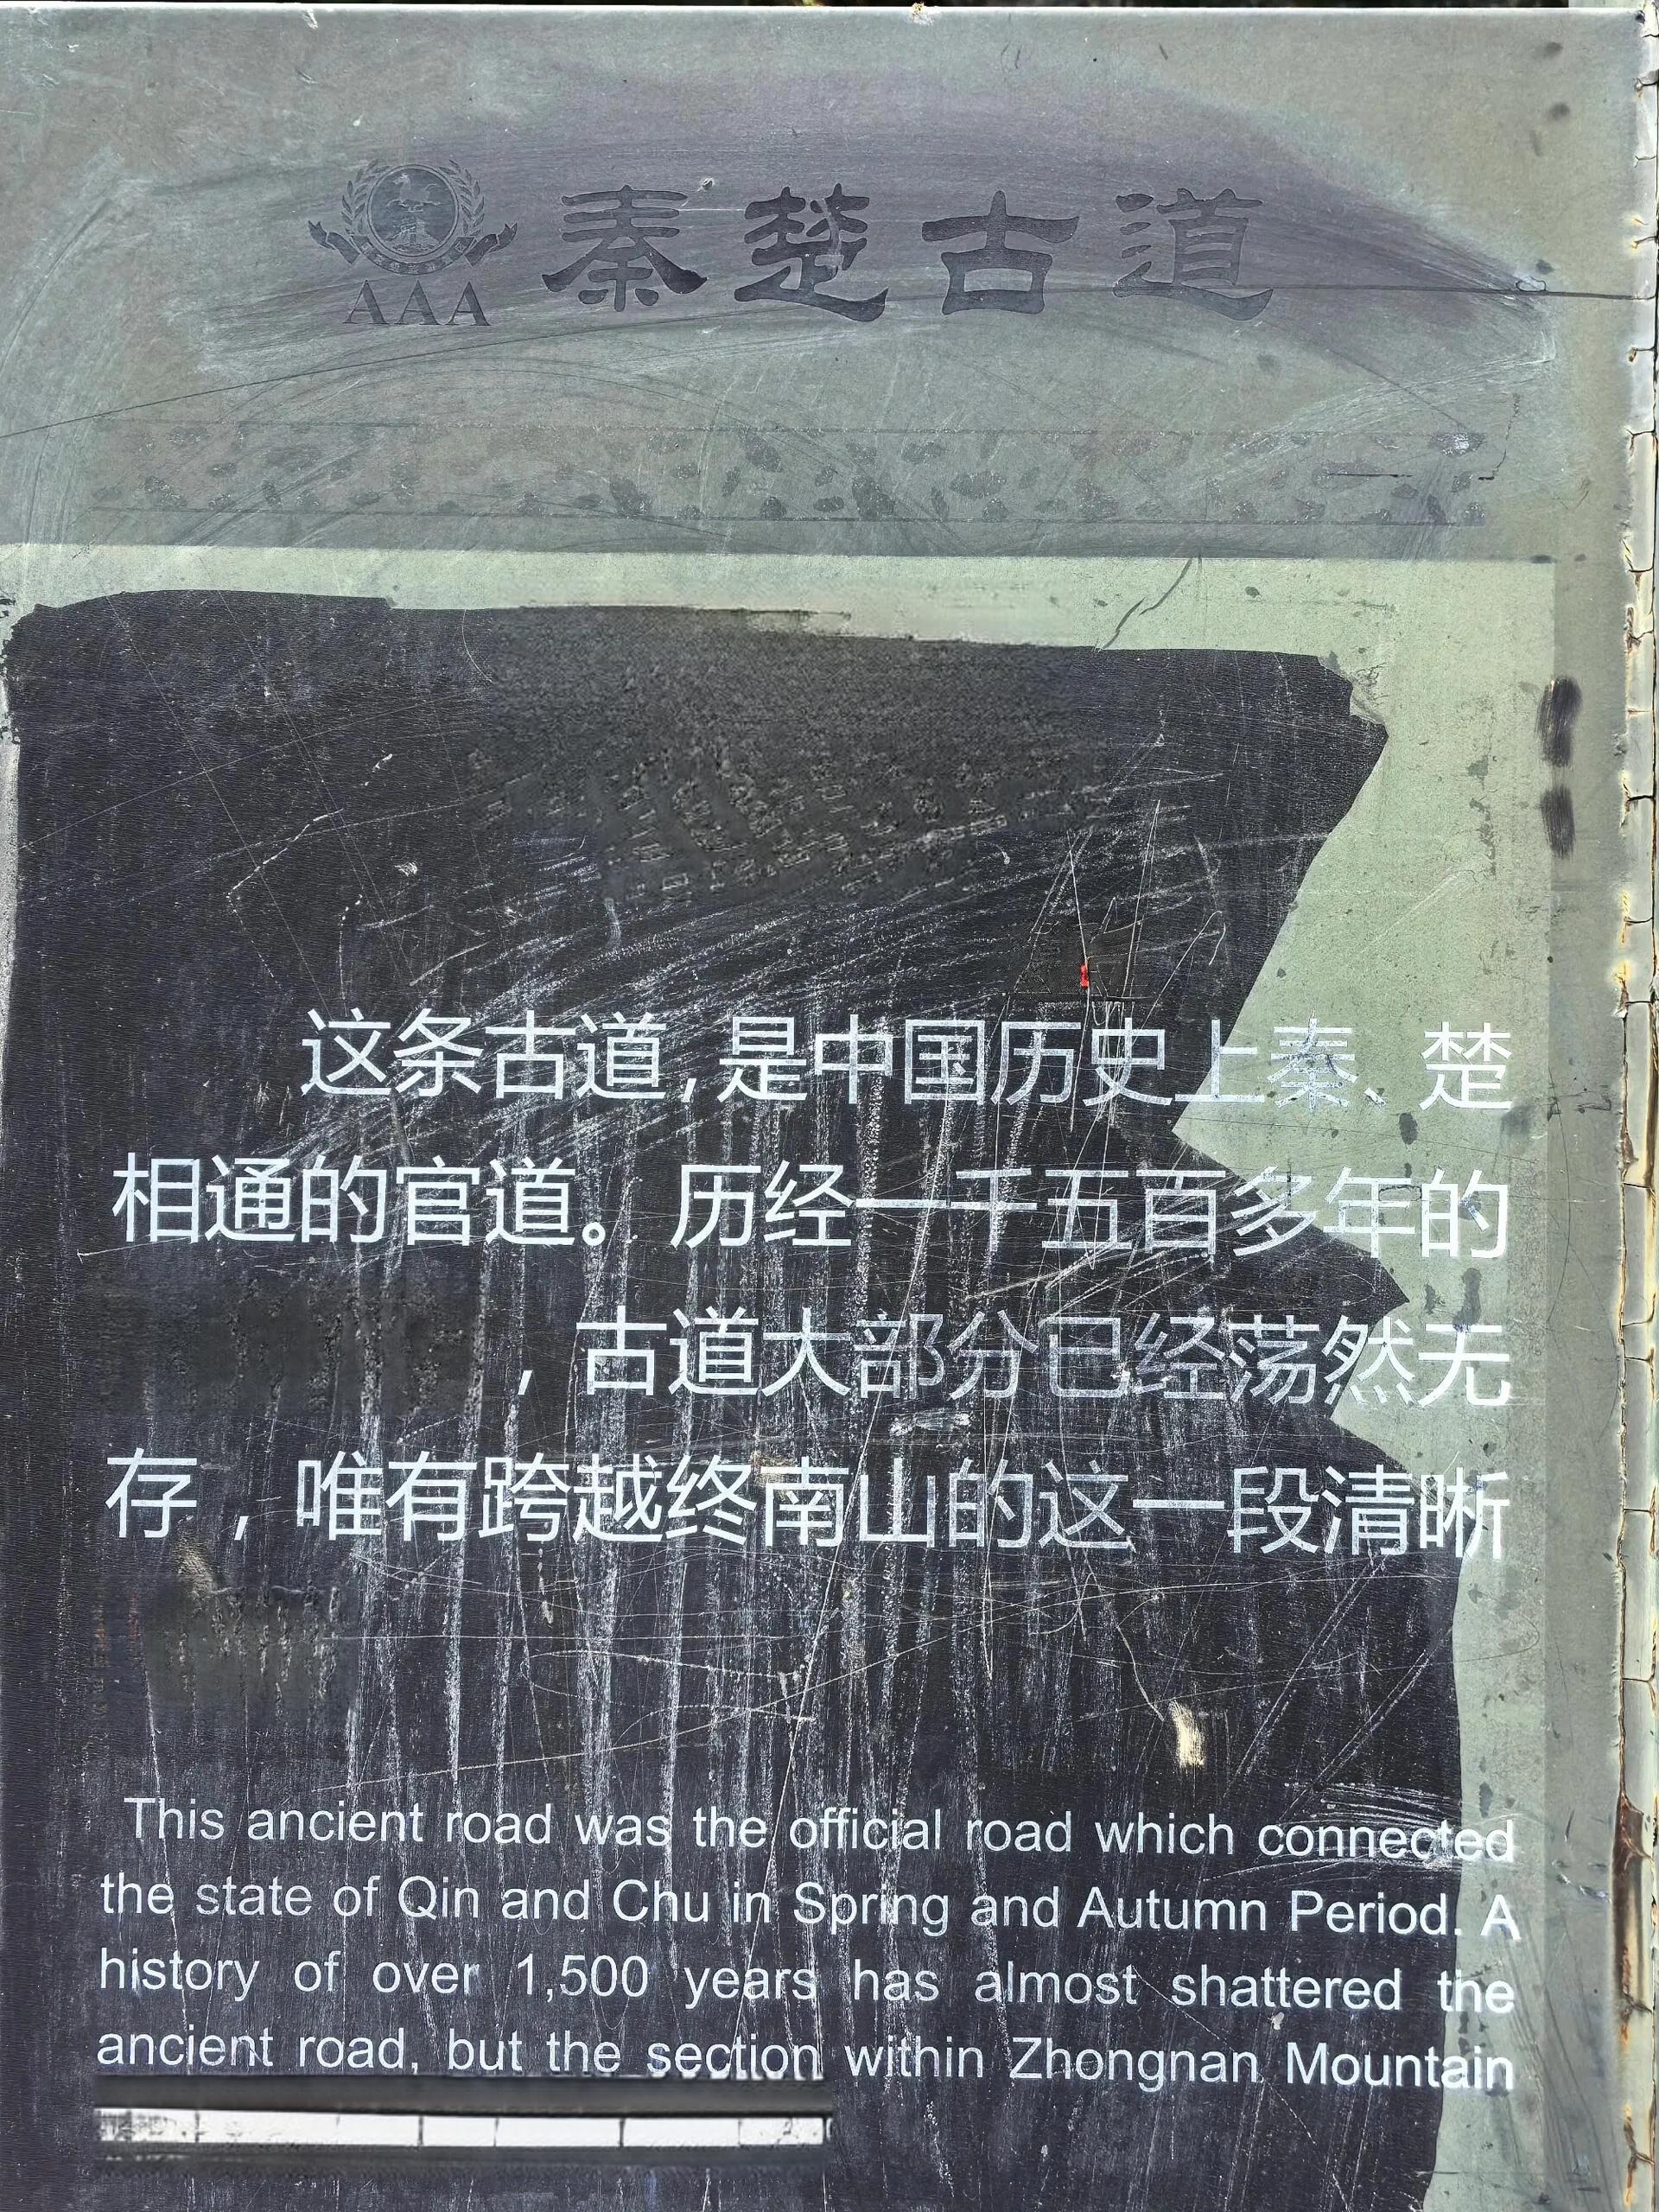 AAA 秦楚古道
这条古道,是中国历史上秦、楚
相通的官道。历经一千五百多年的
，古道大部分已经荡然无
存，唯有跨越终南山的这一段清晰
This ancient road was the official road which connected
the state of Qin and Chu in Spring and Autumn Period. A
history of over 1,500 years has almost shattered the
ancient road, but the section within Zhongnan Mountain